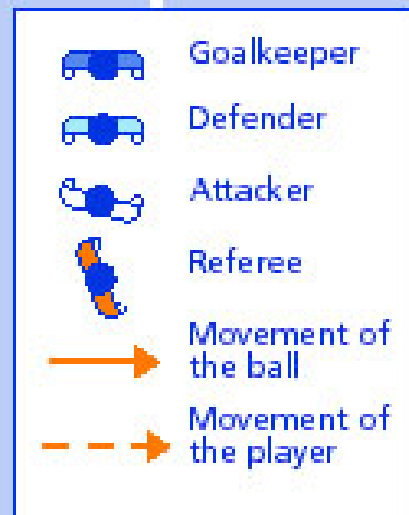 Goalkeeper
Defender
Attacker
Referee
Movement of
the ball
Movement of
the player